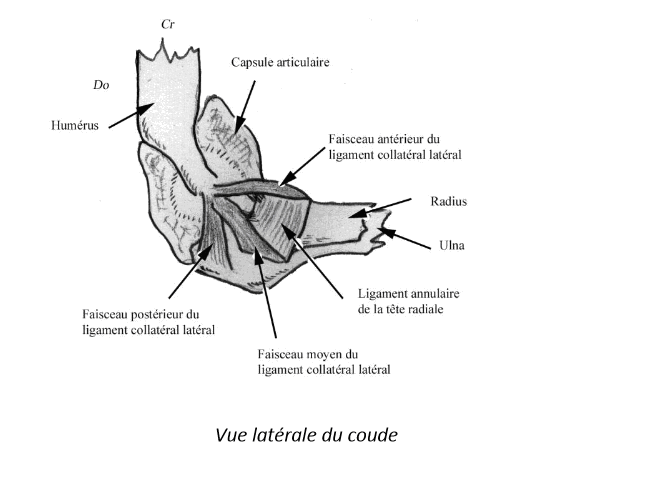 Cr
Do
Capsule articulaire
Humérus
Faisceau antérieur du
ligament collatéral latéral
Radius
Ulna
Ligament annulaire
de la tête radiale
Faisceau postérieur du
ligament collatéral latéral
Faisceau moyen du
ligament collatéral latéral
Vue latérale du coude